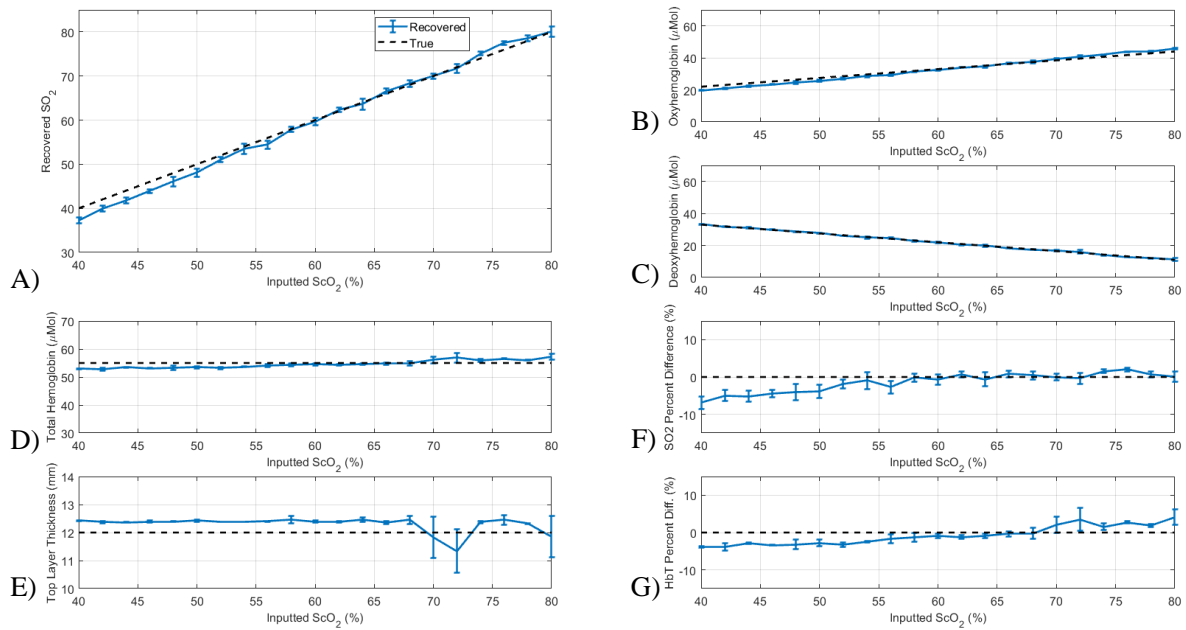 A)
Recovered SO2
80
70
60
50
40
30
Recovered
True
40 45 50 55 60 65 70 75 80
Inputted ScO2 (%)
B)
Oxyhemoglobin (μMol)
60
40
20
0
40 45 50 55 60 65 70 75 80
Inputted ScO2 (%)
C)
Deoxyhemoglobin (μMol)
60
40
20
0
40 45 50 55 60 65 70 75 80
Inputted ScO2 (%)
D)
Total Hemglobin (μMol)
70
60
50
40
30
40 45 50 55 60 65 70 75 80
Inputted ScO2 (%)
E)
Top Layer Thickness (mm)
14
13
12
11
10
40 45 50 55 60 65 70 75 80
Inputted ScO2 (%)
F)
SO2 Percnt Difference (%)
10
0
-10
40 45 50 55 60 65 70 75 80
Inputted ScO2 (%)
G)
HbT Percent Diff. (%)
10
0
-10
40 45 50 55 60 65 70 75 80
Inputted ScO2 (%)